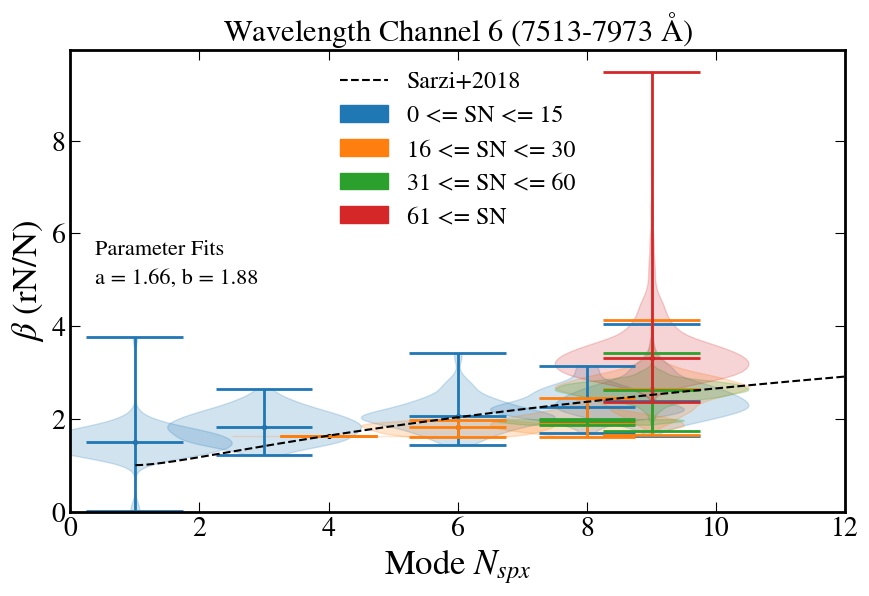 Wavelength Channel 6 (7513-7973 Å)
Sarzi+2018
0 <= SN <= 15
16 <= SN <= 30
31 <= SN <= 60
61 <= SN
Parameter Fits
a = 1.66, b = 1.88
β (rN/N)
8
6
4
2
0
0 2 4 6 8 10 12
Mode N_{spx}